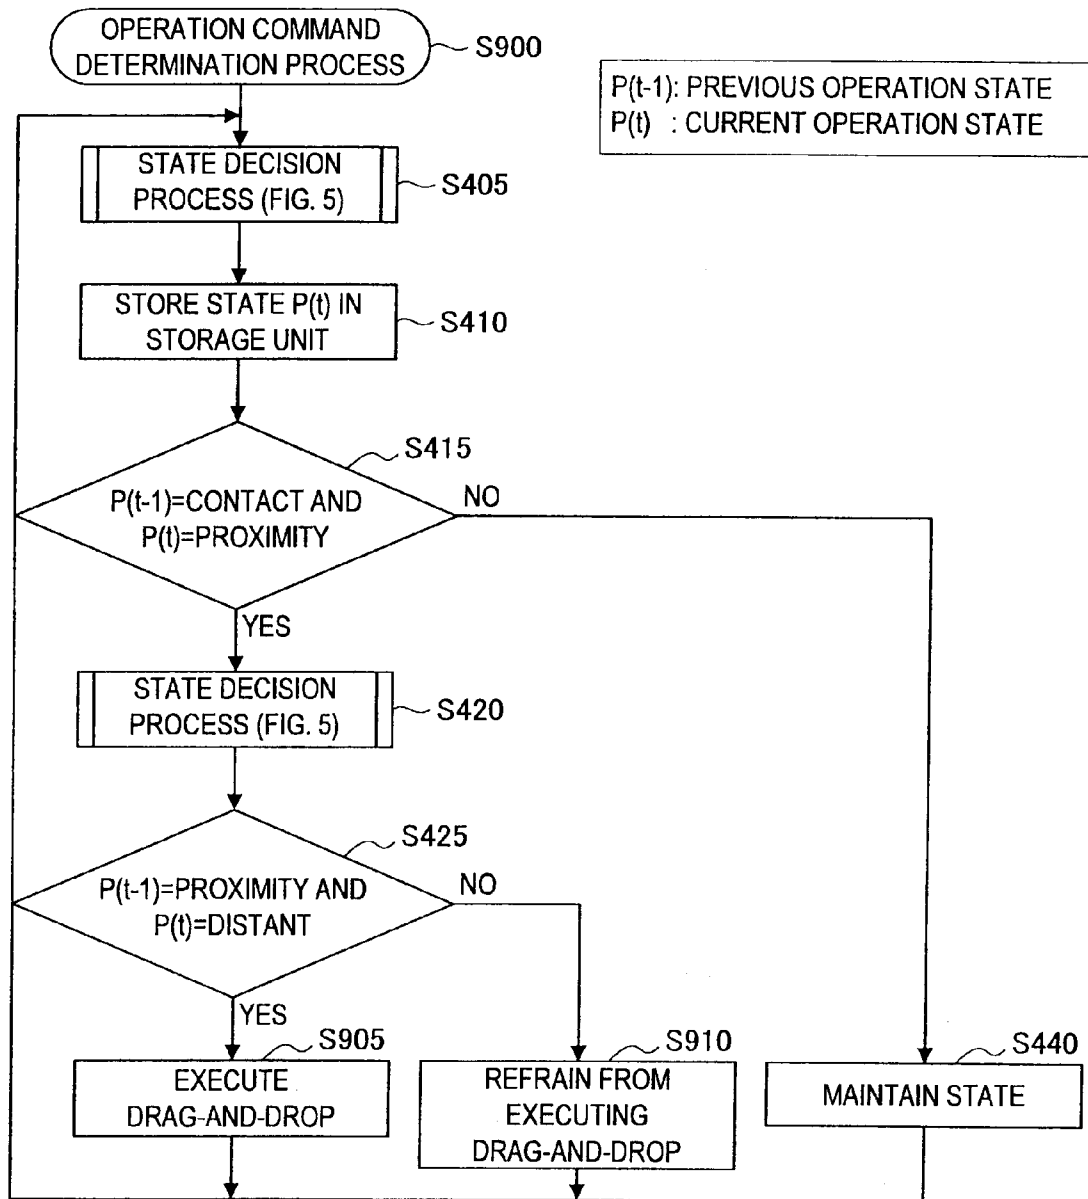 OPERATION COMMAND
DETERMINATION PROCESS
S900
P(t-1): PREVIOUS OPERATION STATE
P(t) : CURRENT OPERATION STATE
STATE DECISION
PROCESS (FIG. 5)
S405
STORE STATE P(t) IN
STORAGE UNIT
S410
S415
P(t-1)=CONTACT AND
P(t)=PROXIMITY
NO
YES
STATE DECISION
PROCESS (FIG. 5)
S420
S425
P(t-1)=PROXIMITY AND
P(t)=DISTANT
NO
YES
S905
EXECUTE
DRAG-AND-DROP
S910
REFRAIN FROM
EXECUTING
DRAG-AND-DROP
S440
MAINTAIN STATE